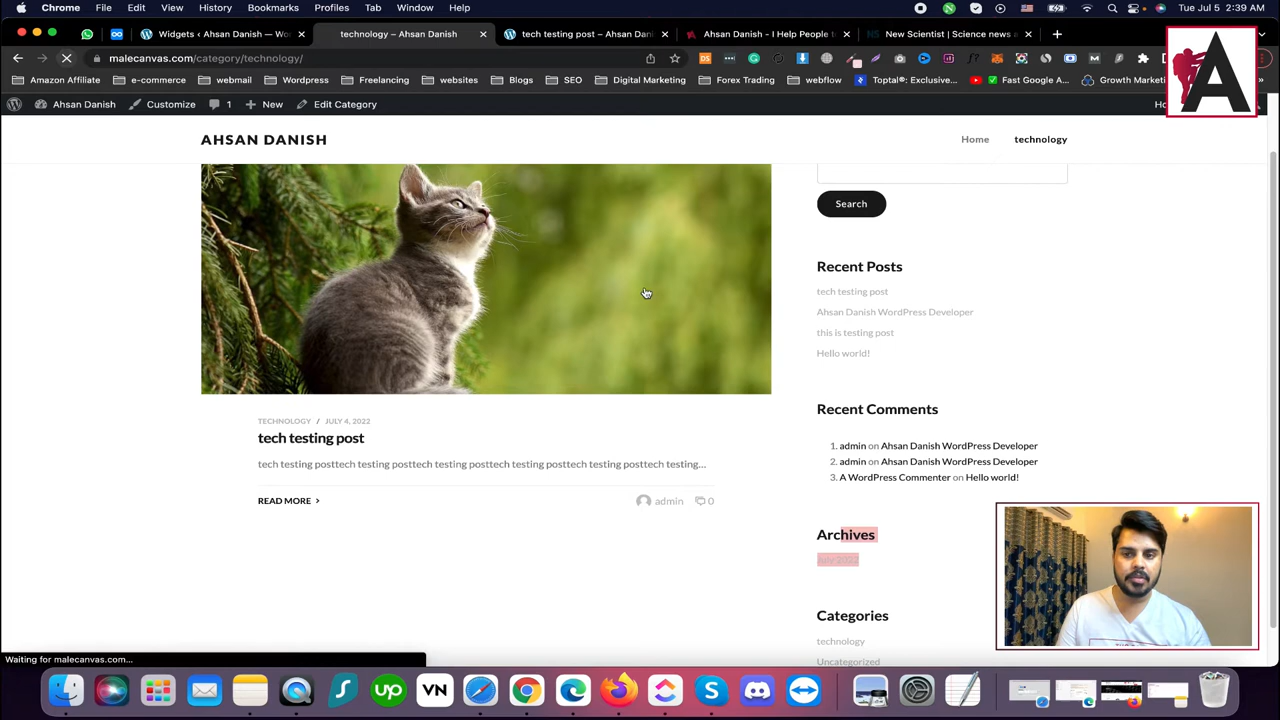 Chrome File Edit View History Bookmarks Profiles Tab Window Help Tue Jul 5 2:39 AM
Widgets ‹ Ahsan Danish — Wo
technology – Ahsan Danish
tech testing post – Ahsan Danis
Ahsan Danish - I Help People t
NS New Scientist | Science news a
malecanvas.com/category/technology/
Amazon Affiliate e-commerce webmail Wordpress Freelancing websites Blogs SEO Digital Marketing Forex Trading webflow Toptal®: Exclusive... Fast Google A... Growth Market
Ahsan Danish Customize 1 New Edit Category
A
AHSAN DANISH
Home technology
Search
Recent Posts
tech testing post
Ahsan Danish WordPress Developer
this is testing post
Hello world!
TECHNOLOGY / JULY 4, 2022
tech testing post
tech testing posttech testing posttech testing posttech testing posttech testing posttech testing...
READ MORE ›
admin 0
Recent Comments
1. admin on Ahsan Danish WordPress Developer
2. admin on Ahsan Danish WordPress Developer
3. A WordPress Commenter on Hello world!
Archives
July 2022
Categories
technology
Uncategorized
Waiting for malecanvas.com...
up
VN